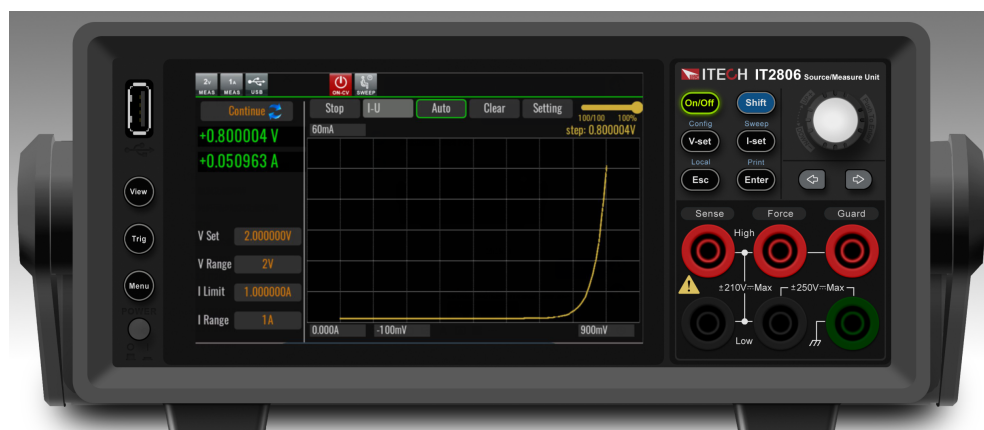 ITECH IT2806 Source/Measure Unit
2V 1A
MEAS MEAS USB ON-CV SWEEP
Continue Stop I-U Auto Clear Setting 100/100 100%
+0.800004 V 60mA step: 0.800004V
+0.050963 A
V Set 2.000000V
V Range 2V
I Limit 1.000000A
I Range 1A
0.000A -100mV 900mV
View
Trig
Menu
POWER
On/Off Shift
Config Sweep
V-set I-set
Local Print
Esc Enter
Sense Force Guard
High
±210V⎓Max ±250V⎓Max
Low